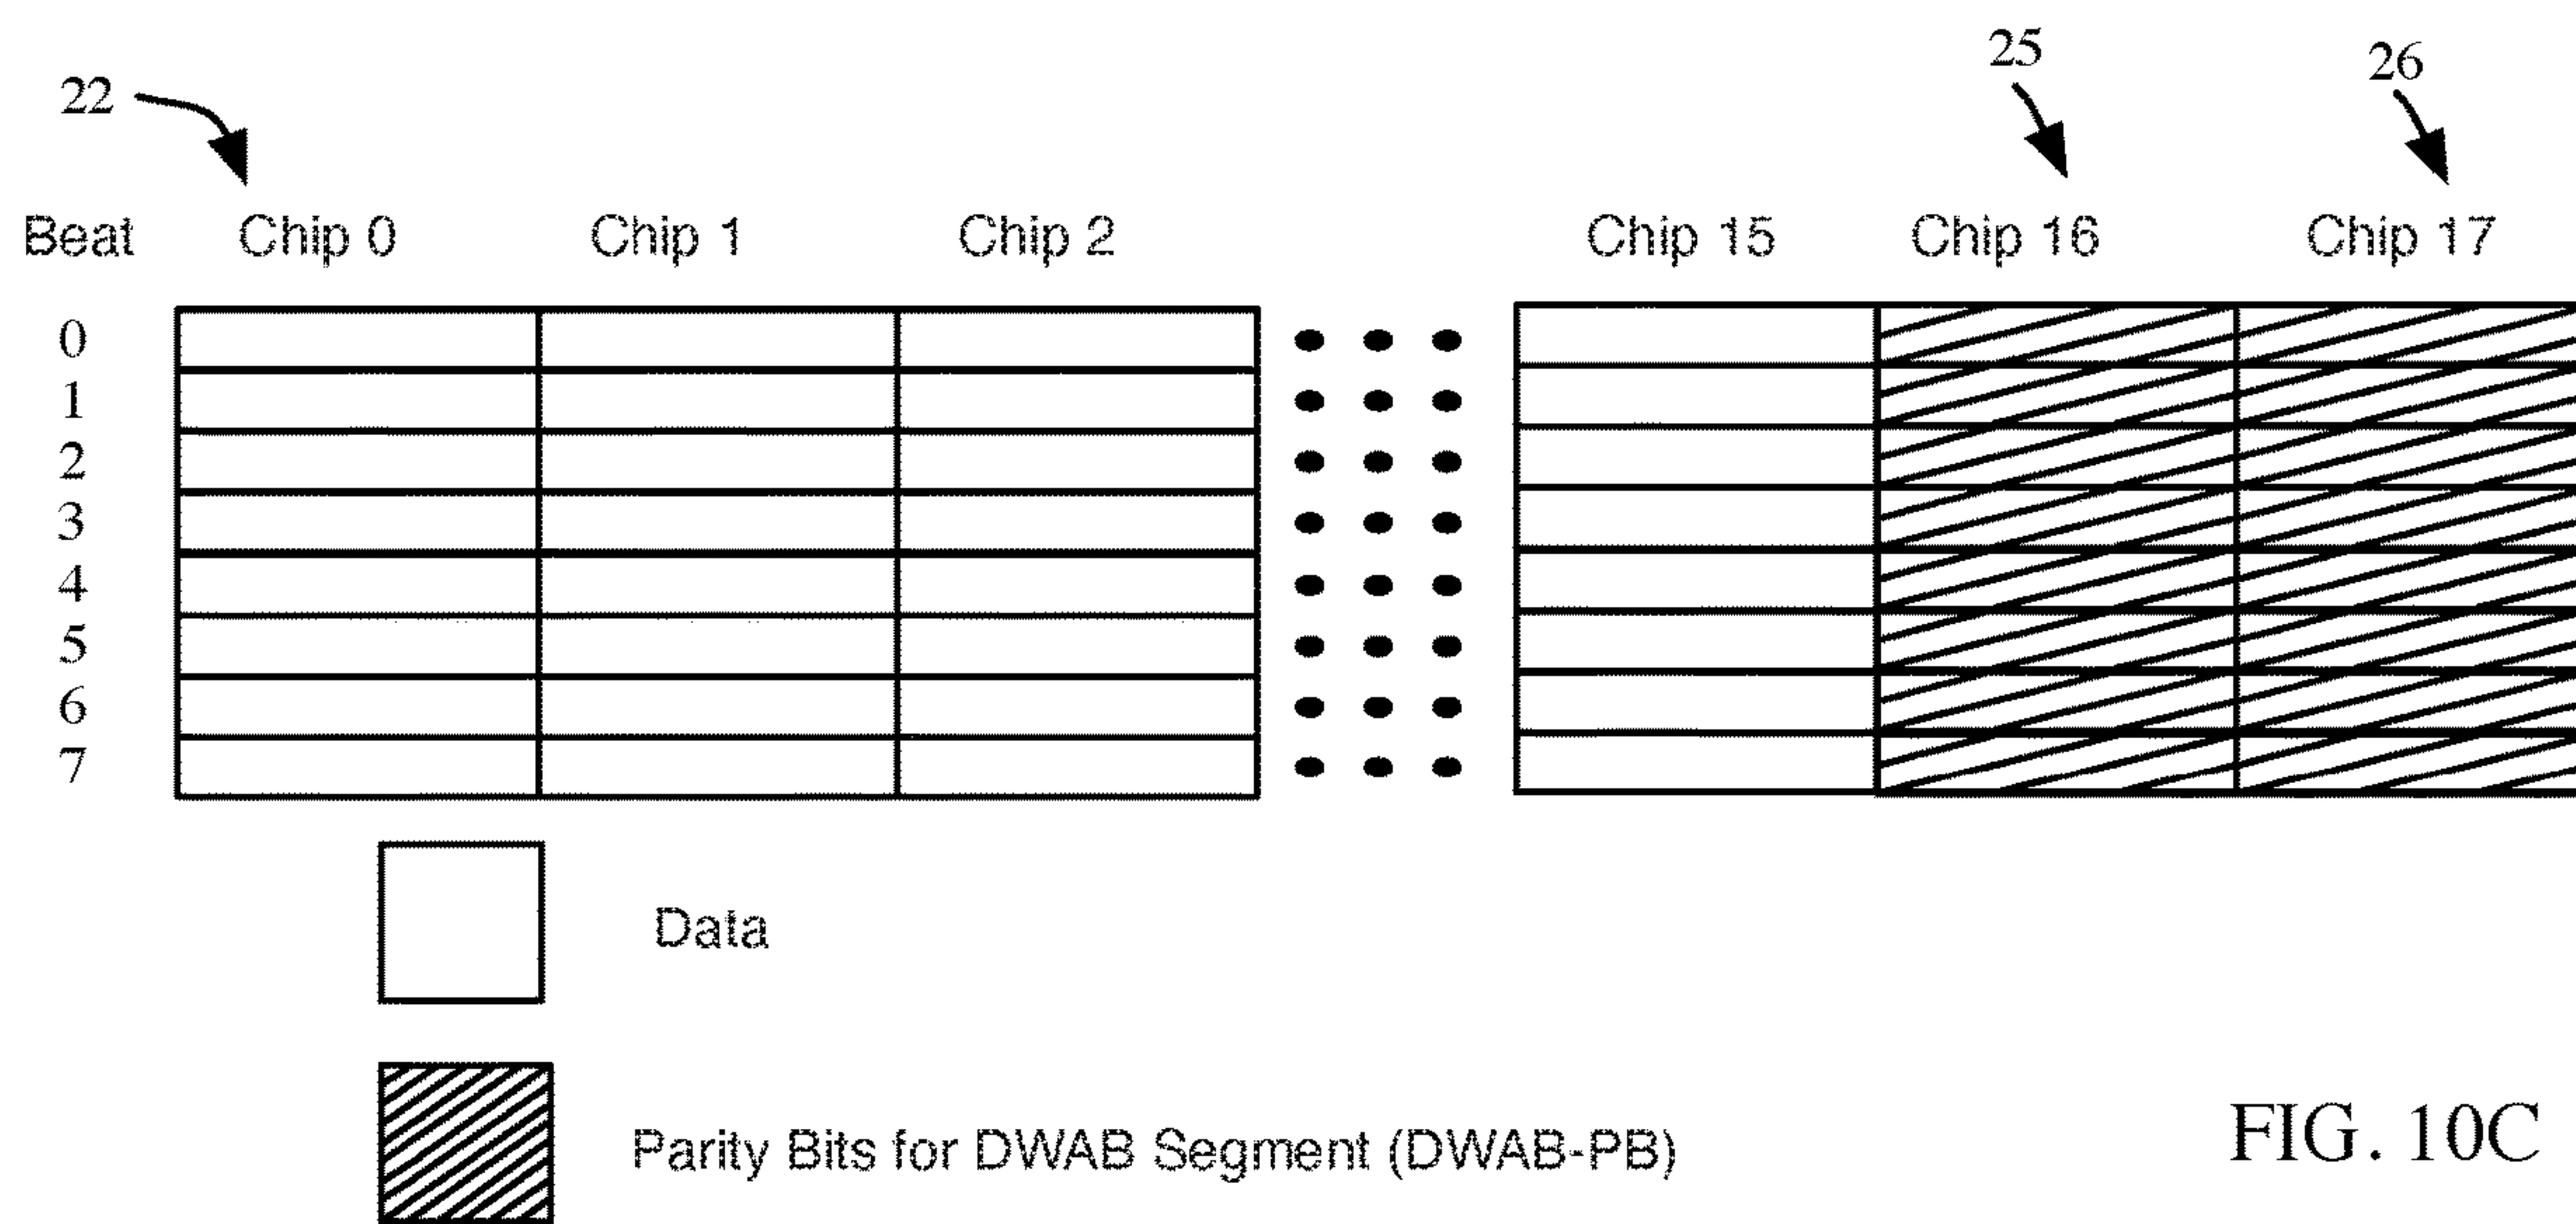 22
25
26
Beat Chip 0 Chip 1 Chip 2 Chip 15 Chip 16 Chip 17
0
1
2
3
4
5
6
7
Data
Parity Bits for DWAB Segment (DWAB-PB)
FIG. 10C